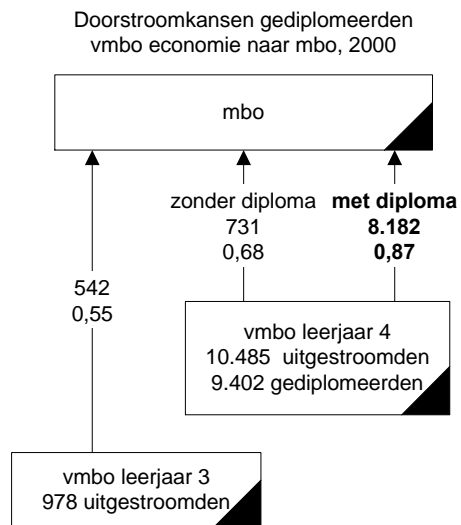 Doorstroomkansen gediplomeerden
vmbo economie naar mbo, 2000
mbo
zonder diploma
731
0,68
met diploma
8.182
0,87
542
0,55
vmbo leerjaar 4
10.485 uitgestroomden
9.402 gediplomeerden
vmbo leerjaar 3
978 uitgestroomden